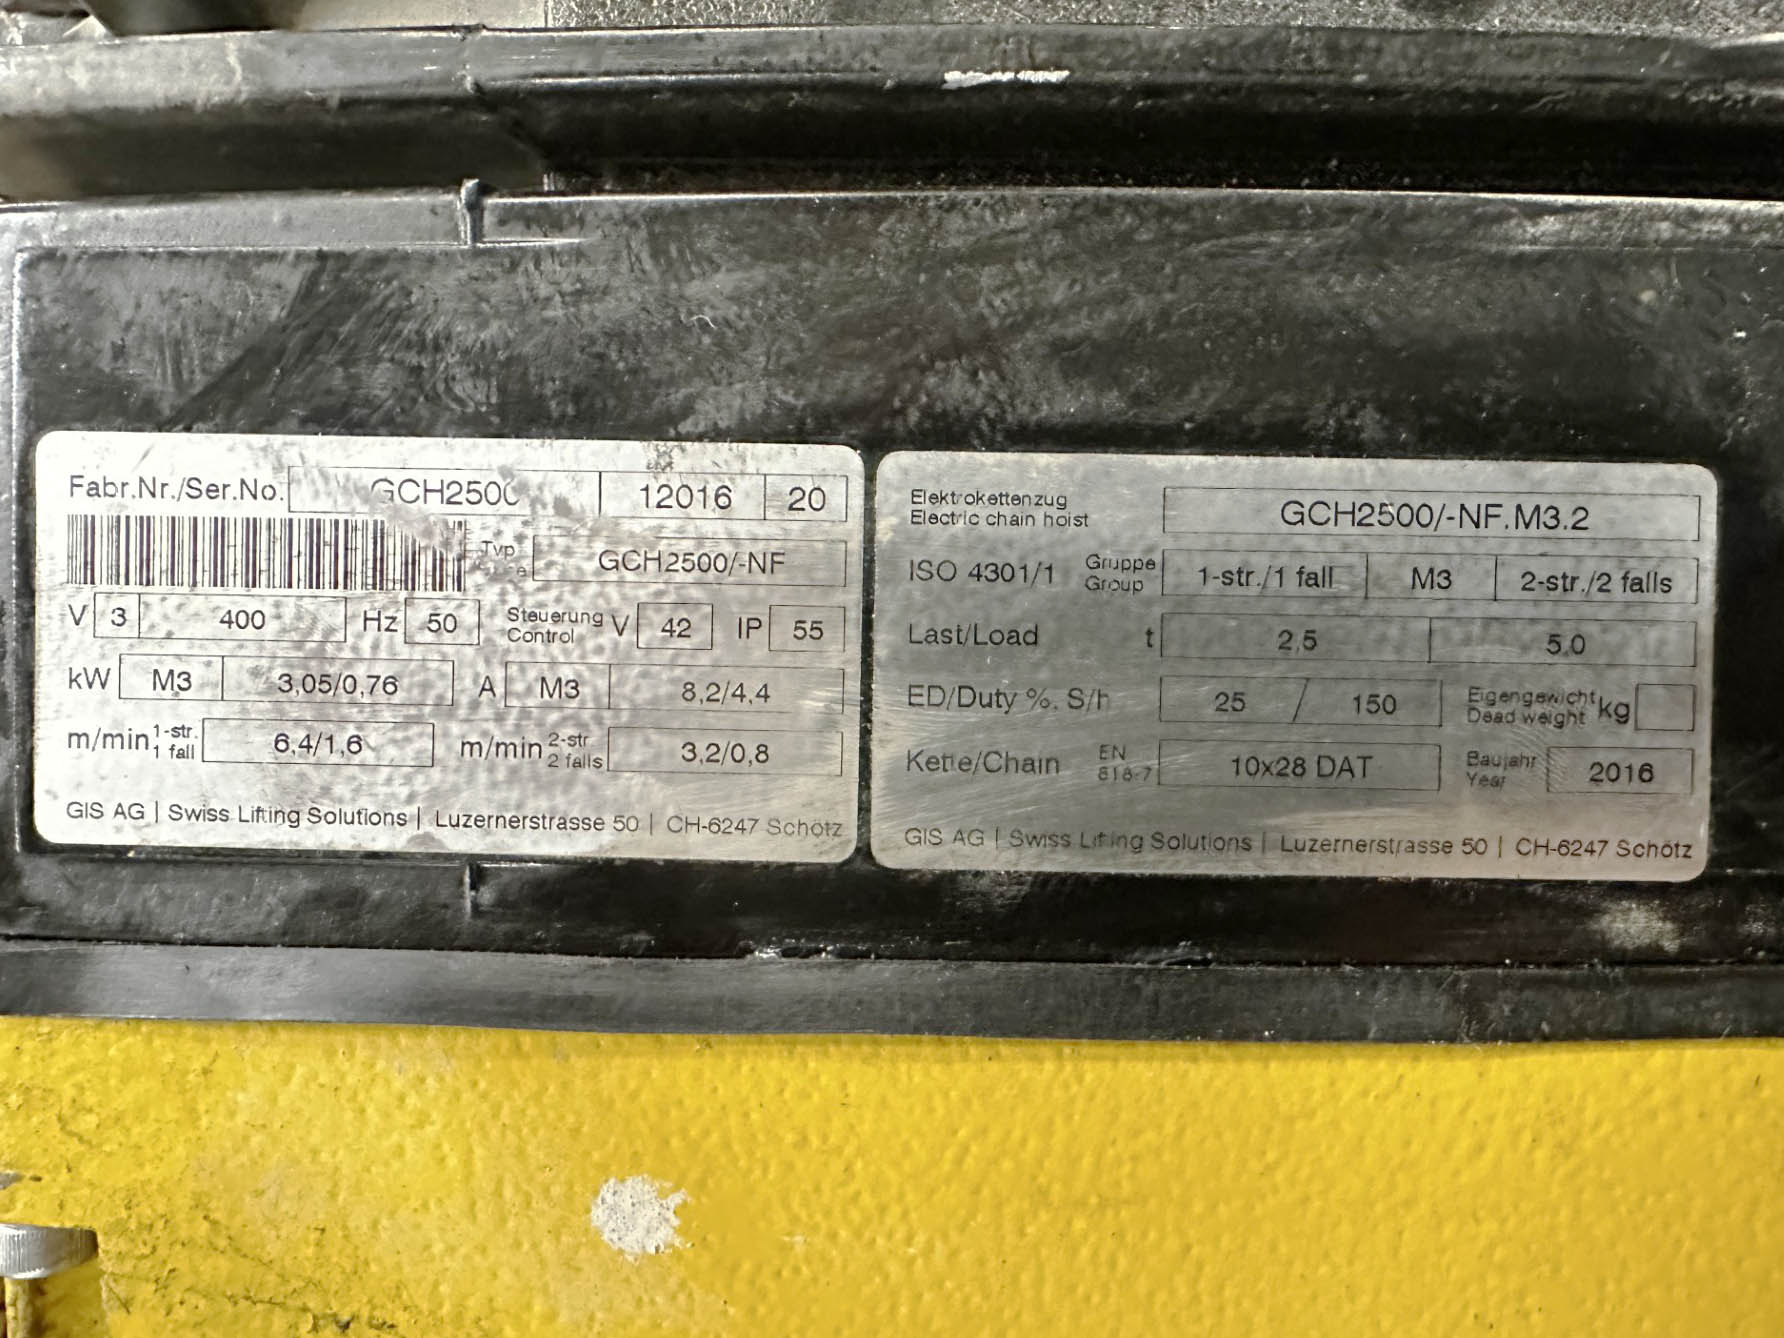 Fabr.Nr./Ser.No. GCH2500 12016 20
Typ GCH2500/-NF
V 3 400 Hz 50 Steuerung Control V 42 IP 55
kW M3 3,05/0,76 A M3 8,2/4,4
m/min 1-str. 1 fall 6,4/1,6 m/min 2-str 2 falls 3,2/0,8
GIS AG | Swiss Lifting Solutions | Luzernerstrasse 50 | CH-6247 Schötz
Elektrokettenzug
Electric chain hoist GCH2500/-NF.M3.2
ISO 4301/1 Gruppe Group 1-str./1 fall M3 2-str./2 falls
Last/Load t 2,5 5.0
ED/Duty %. S/h 25 / 150 Eigengewicht Dead weight kg
Kette/Chain EN 818-7 10x28 DAT Baujahr Year 2016
GIS AG | Swiss Lifting Solutions | Luzernerstrasse 50 | CH-6247 Schötz